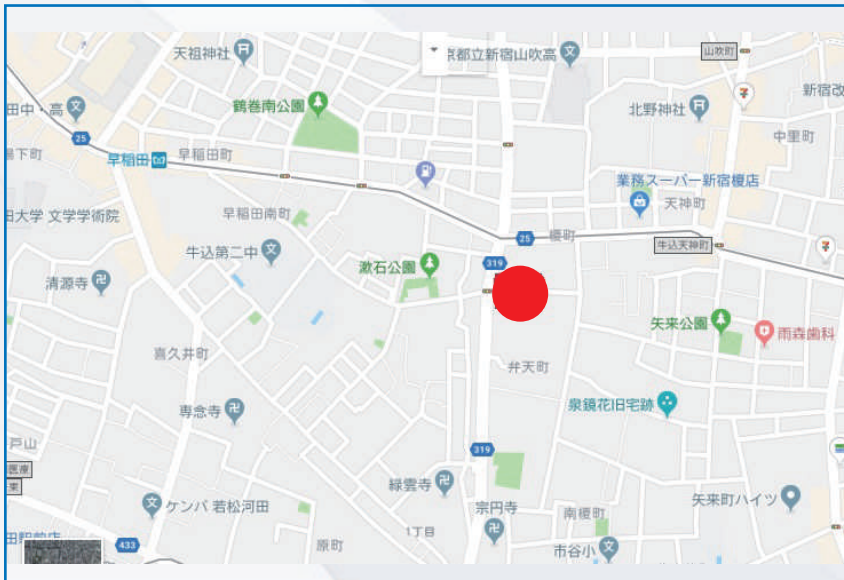 天祖神社
京都立新宿山吹高
山吹町
田中・高
鶴巻南公園
北野神社
新宿改
25
中里町
場下町
早稲田
早稲田町
業務スーパー新宿榎店
天神町
田大学 文学学術院
早稲田南町
25
榎町
牛込天神町
牛込第二中
漱石公園
319
清源寺
矢来公園
雨森歯科
喜久井町
弁天町
専念寺
泉鏡花旧宅跡
戸山
319
医療
東
緑雲寺
ケンパ 若松河田
宗円寺
南榎町
矢来町ハイツ
1丁目
433
原町
市谷小